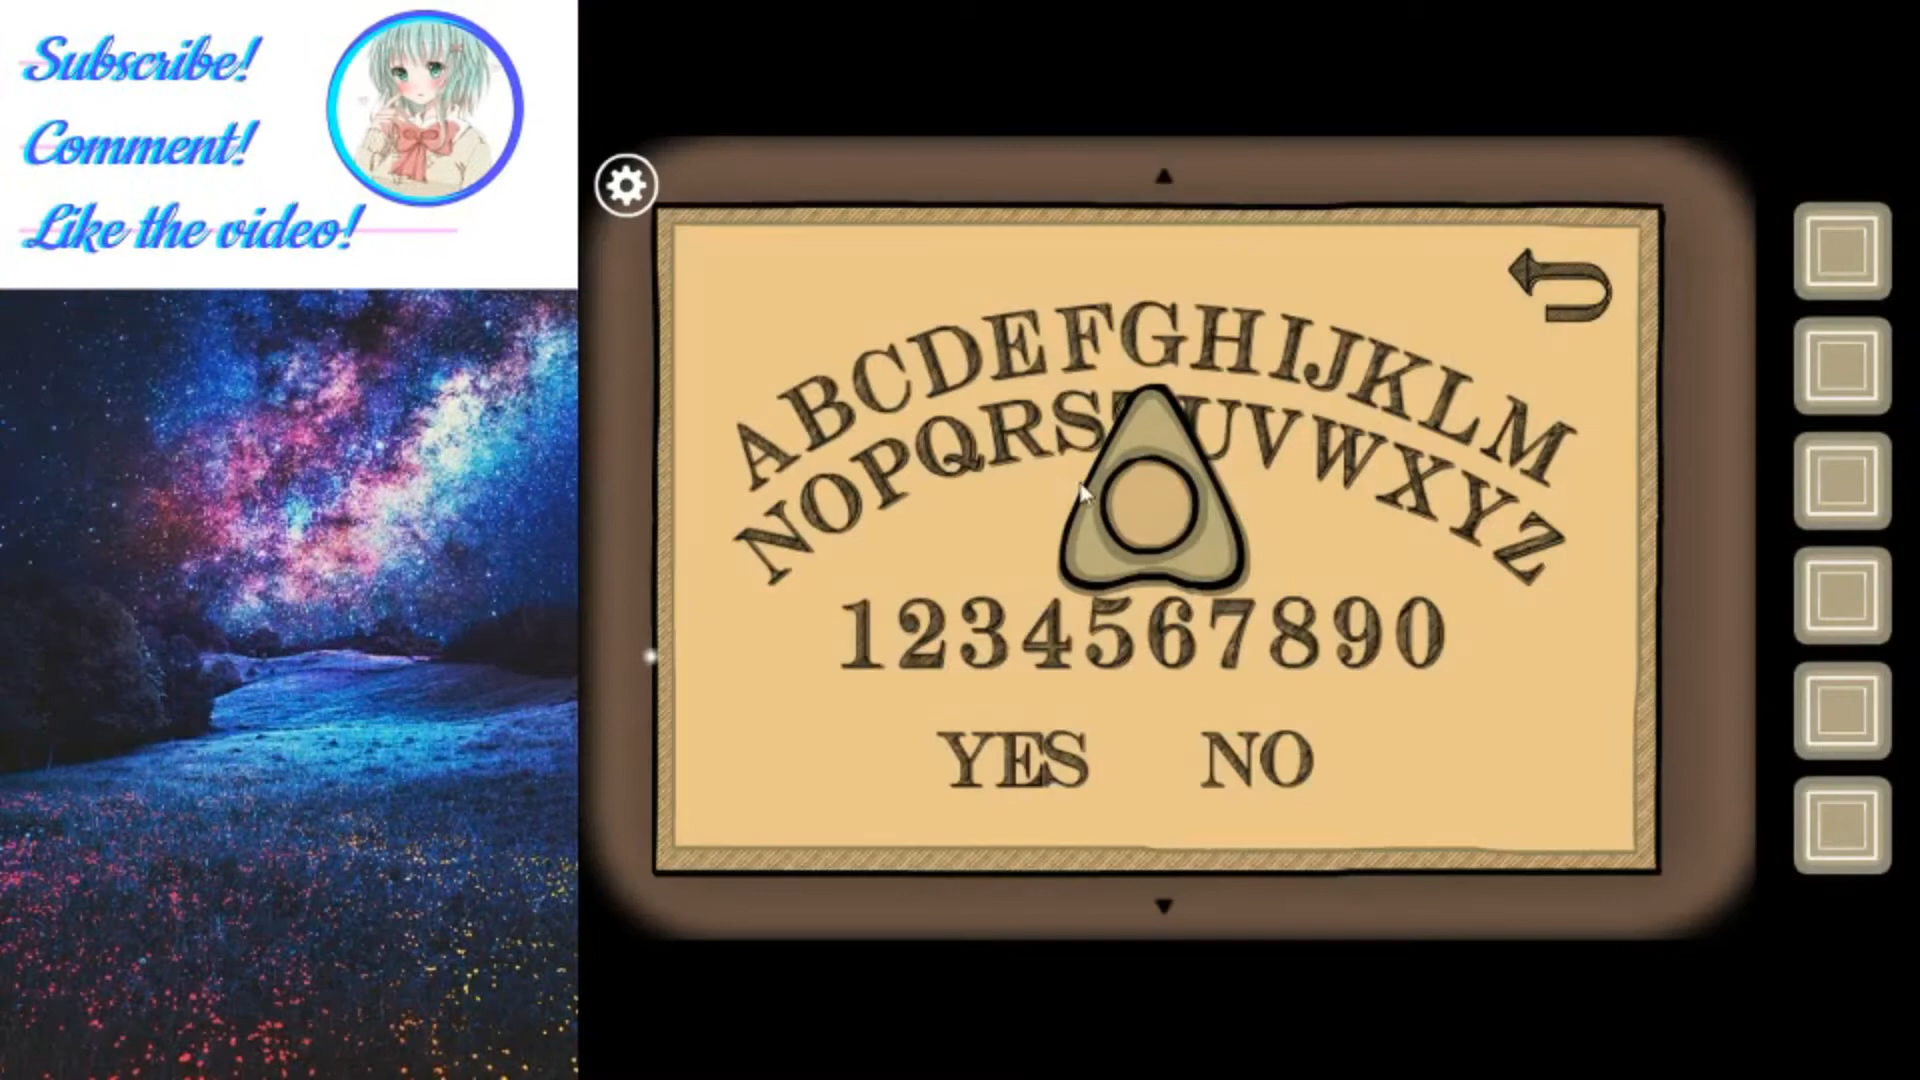 Subscribe!
Comment!
Like the video!
ABCDEFGHIJKLM
NOPQRS UVWXYZ
1234567890
YES NO